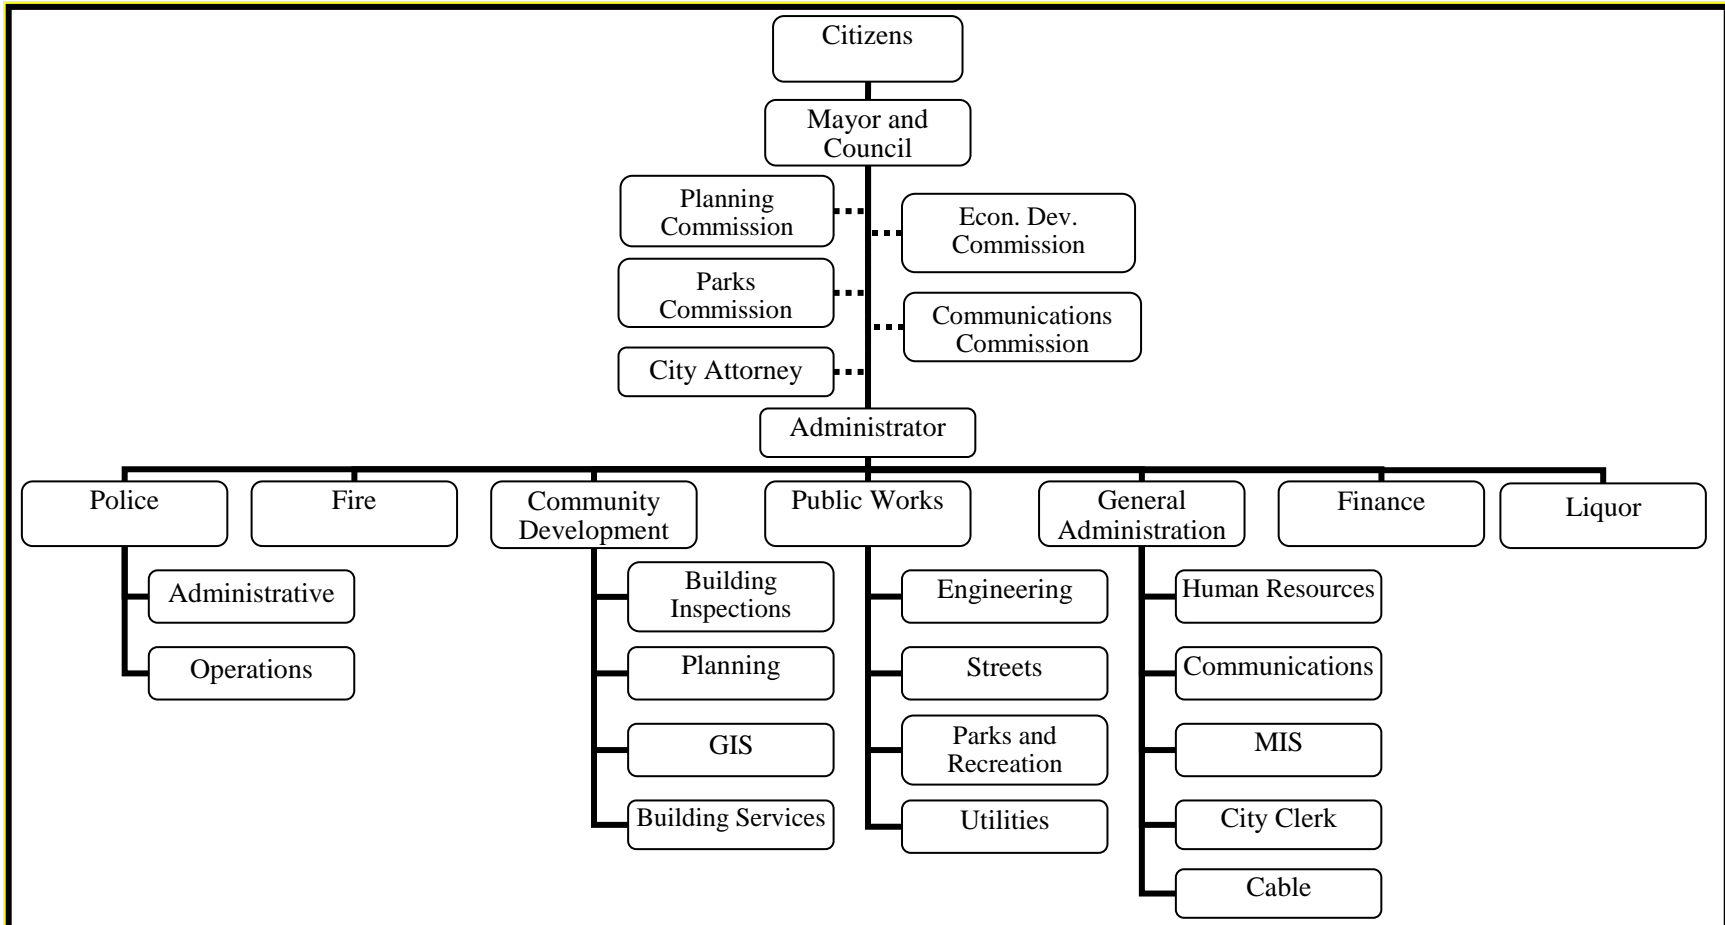 Citizens
Mayor and
Council
Planning
Commission
Econ. Dev.
Commission
Parks
Commission
Communications
Commission
City Attorney
Administrator
Police
Fire
Community
Development
Public Works
General
Administration
Finance
Liquor
Administrative
Operations
Building
Inspections
Planning
GIS
Building Services
Engineering
Streets
Parks and
Recreation
Utilities
Human Resources
Communications
MIS
City Clerk
Cable